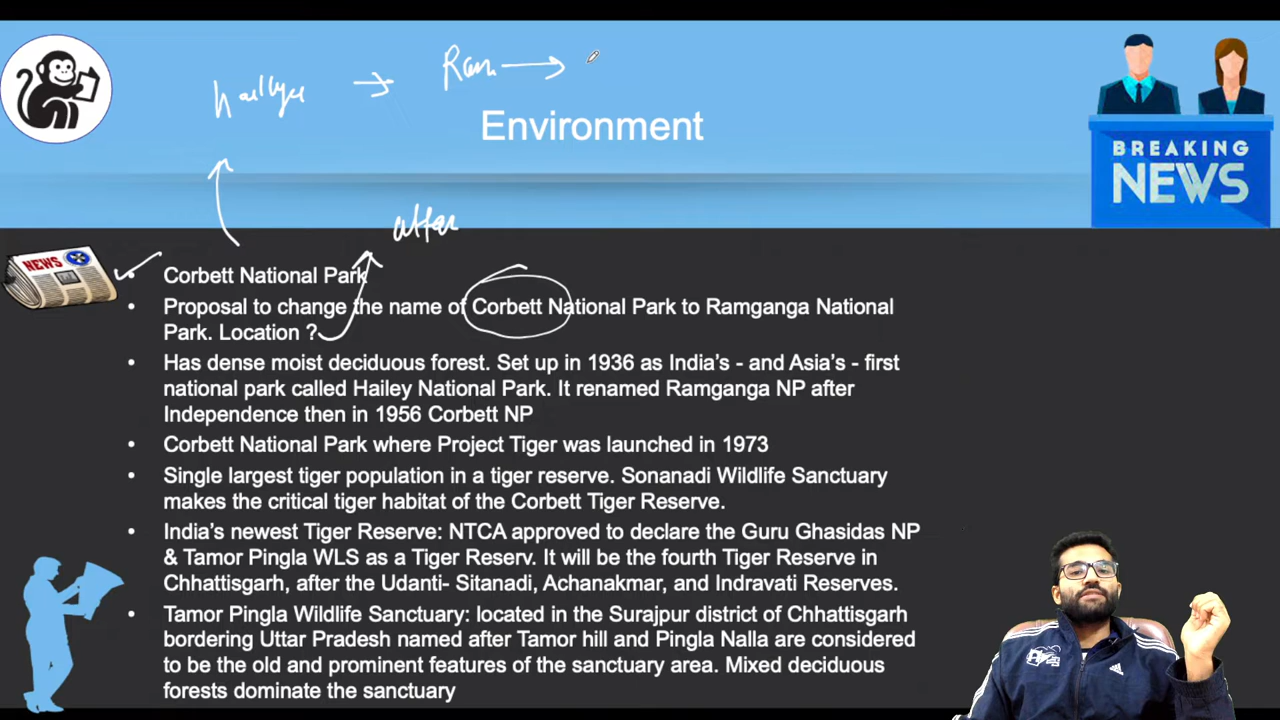 Ram
Environment
BREAKING
NEWS
NEWS
Corbett National Park
• Proposal to change the name of Corbett National Park to Ramganga National
Park. Location ?
• Has dense moist deciduous forest. Set up in 1936 as India's - and Asia's - first
national park called Hailey National Park. It renamed Ramganga NP after
Independence then in 1956 Corbett NP
• Corbett National Park where Project Tiger was launched in 1973
• Single largest tiger population in a tiger reserve. Sonanadi Wildlife Sanctuary
makes the critical tiger habitat of the Corbett Tiger Reserve.
• India's newest Tiger Reserve: NTCA approved to declare the Guru Ghasidas NP
& Tamor Pingla WLS as a Tiger Reserv. It will be the fourth Tiger Reserve in
Chhattisgarh, after the Udanti- Sitanadi, Achanakmar, and Indravati Reserves.
• Tamor Pingla Wildlife Sanctuary: located in the Surajpur district of Chhattisgarh
bordering Uttar Pradesh named after Tamor hill and Pingla Nalla are considered
to be the old and prominent features of the sanctuary area. Mixed deciduous
forests dominate the sanctuary